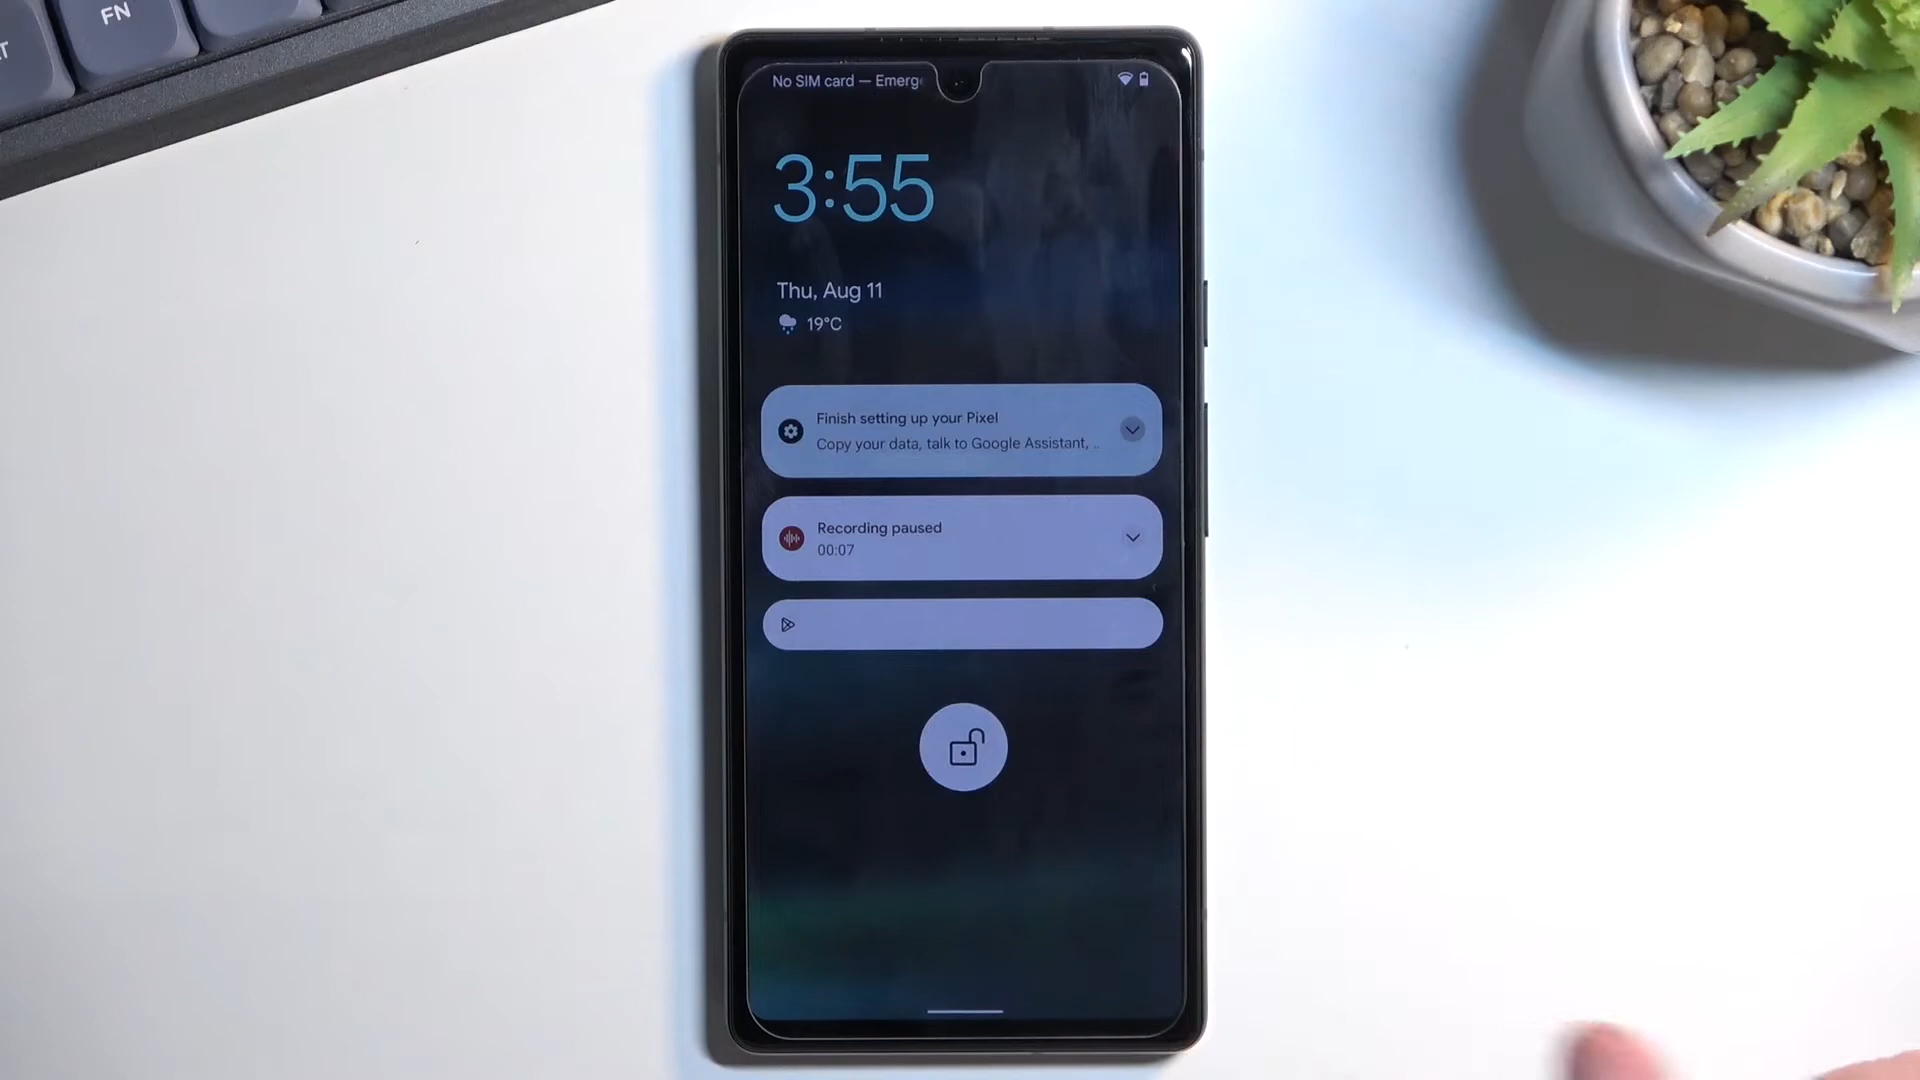 FN
No SIM card — Emerg
3:55
Thu, Aug 11
19°C
Finish setting up your Pixel
Copy your data, talk to Google Assistant, ..
Recording paused
00:07